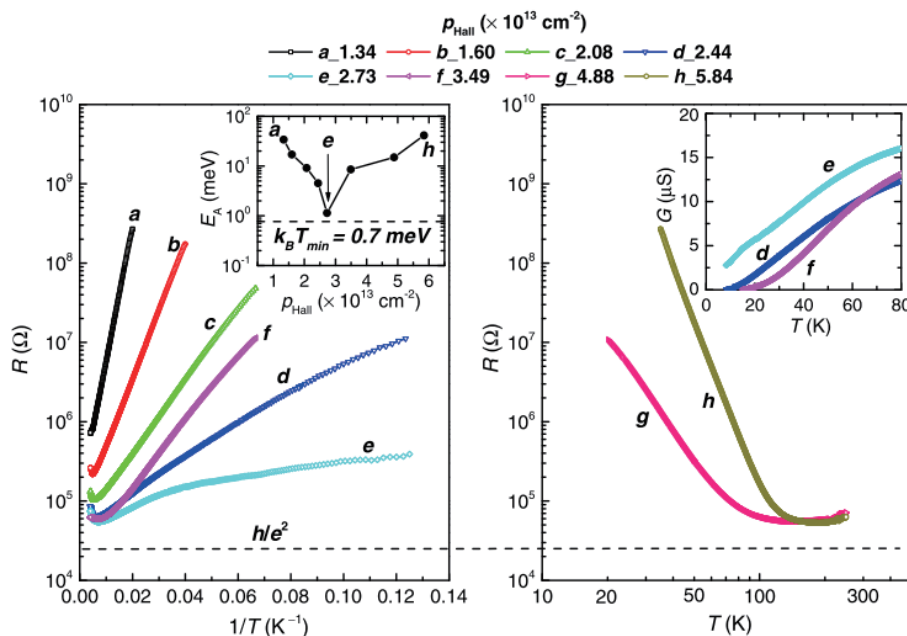 p_Hall (× 10^13 cm^-2)
a_1.34 b_1.60 c_2.08 d_2.44
e_2.73 f_3.49 g_4.88 h_5.84
10^10
10^9
10^8
10^7
10^6
10^5
10^4
R (Ω)
0.00 0.02 0.04 0.06 0.08 0.10 0.12 0.14
1/T (K^-1)
a
b
c
f
d
e
h/e^2
10^2
10^1
10^0
10^-1
E_A (meV)
a
e
h
k_BT_min = 0.7 meV
1 2 3 4 5 6
p_Hall (× 10^13 cm^-2)
10^10
10^9
10^8
10^7
10^6
10^5
10^4
R (Ω)
g
h
10 20 100 300
T (K)
20
15
10
5
0
G (μS)
e
d
f
0 20 40 60 80
T (K)